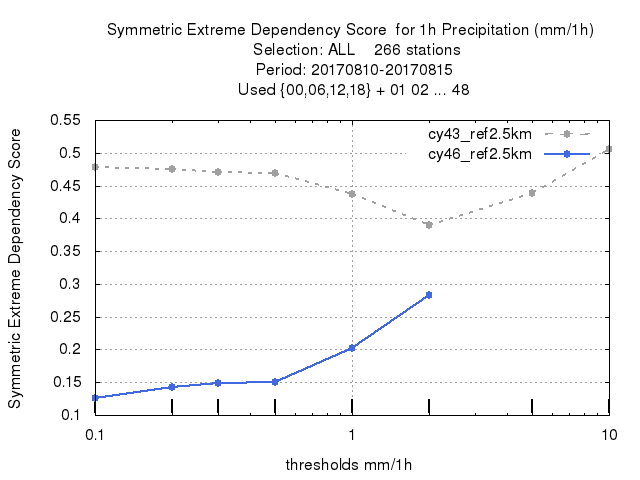 Symmetric Extreme Dependency Score  for 1h Precipitation (mm/1h)
Selection: ALL    266 stations
Period: 20170810-20170815
Used {00,06,12,18} + 01 02 ... 48
Symmetric Extreme Dependency Score
0.55
0.5
0.45
0.4
0.35
0.3
0.25
0.2
0.15
0.1
cy43_ref2.5km
cy46_ref2.5km
0.1 1 10
thresholds mm/1h